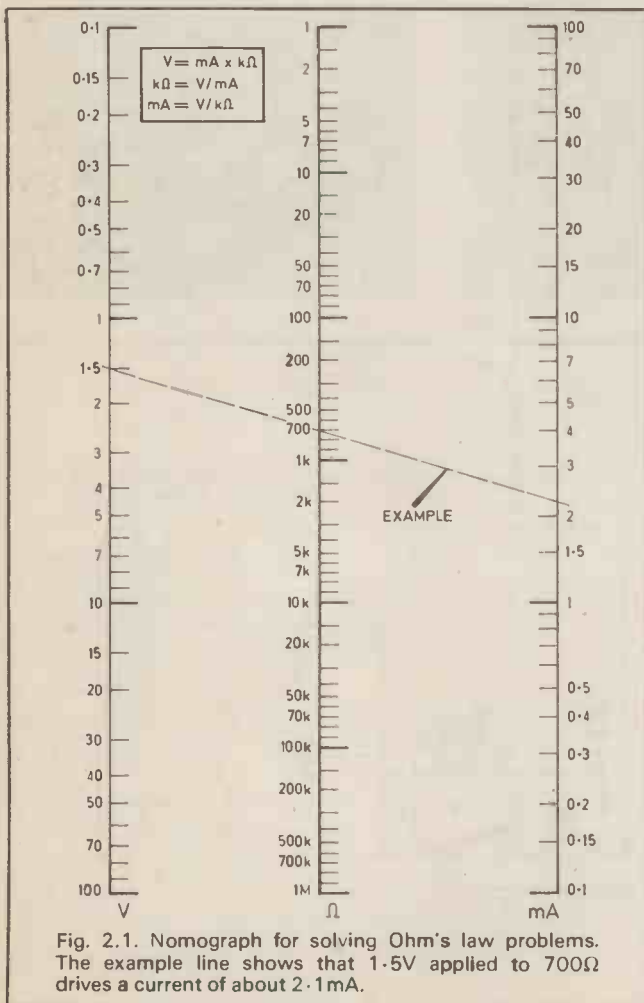 V = mA x kΩ
kΩ = V/mA
mA = V/kΩ
0·1
0·15
0·2
0·3
0·4
0·5
0·7
1
1·5
2
3
4
5
7
10
15
20
30
40
50
70
100
V
1
2
5
7
10
20
50
70
100
200
500
700
1k
2k
5k
7k
10k
20k
50k
70k
100k
200k
500k
700k
1M
Ω
100
70
50
40
30
20
15
10
7
5
4
3
2
1·5
1
0·5
0·4
0·3
0·2
0·15
0·1
mA
EXAMPLE
Fig. 2.1. Nomograph for solving Ohm's law problems.
The example line shows that 1·5V applied to 700Ω
drives a current of about 2·1mA.